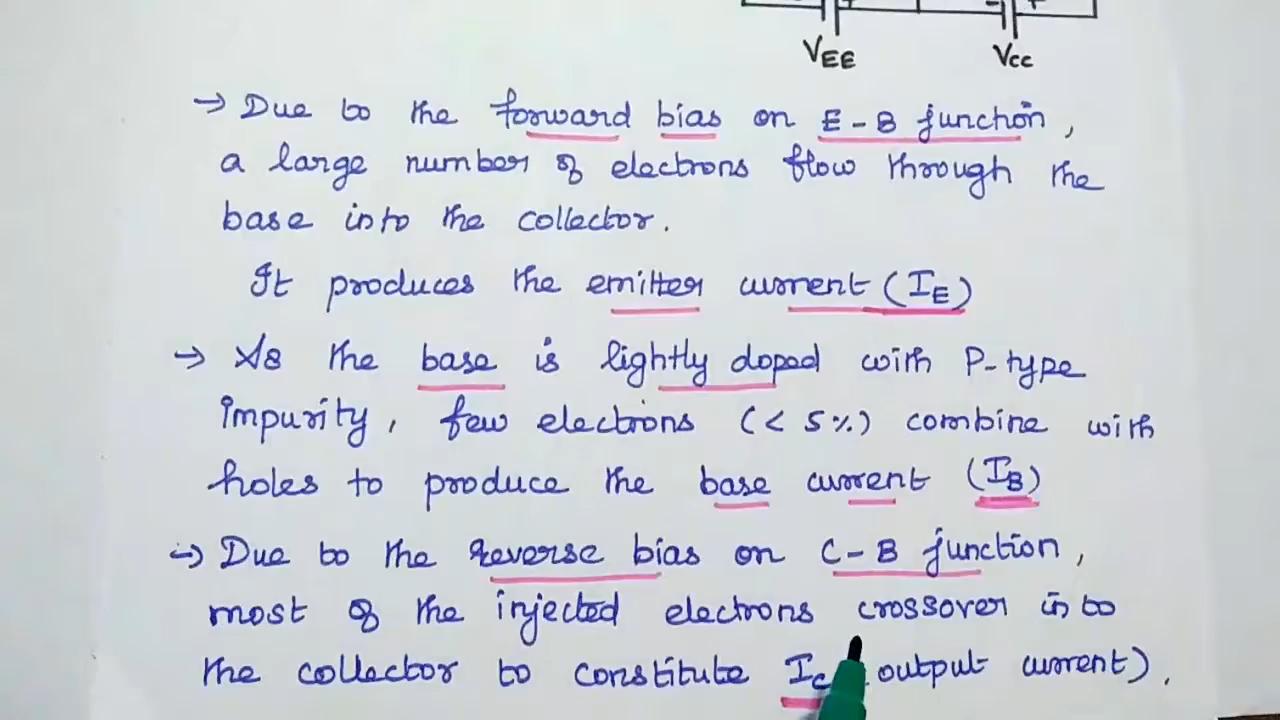 - + - +
VEE Vcc
→ Due to the forward bias on E-B junction,
a large number of electrons flow through the
base into the collector.
It produces the emitter current (IE)
→ As the base is lightly doped with P-type
impurity, few electrons (< 5%) combine with
holes to produce the base current (IB)
→ Due to the reverse bias on C-B junction,
most of the injected electrons crossover into
the collector to constitute Ic output current).